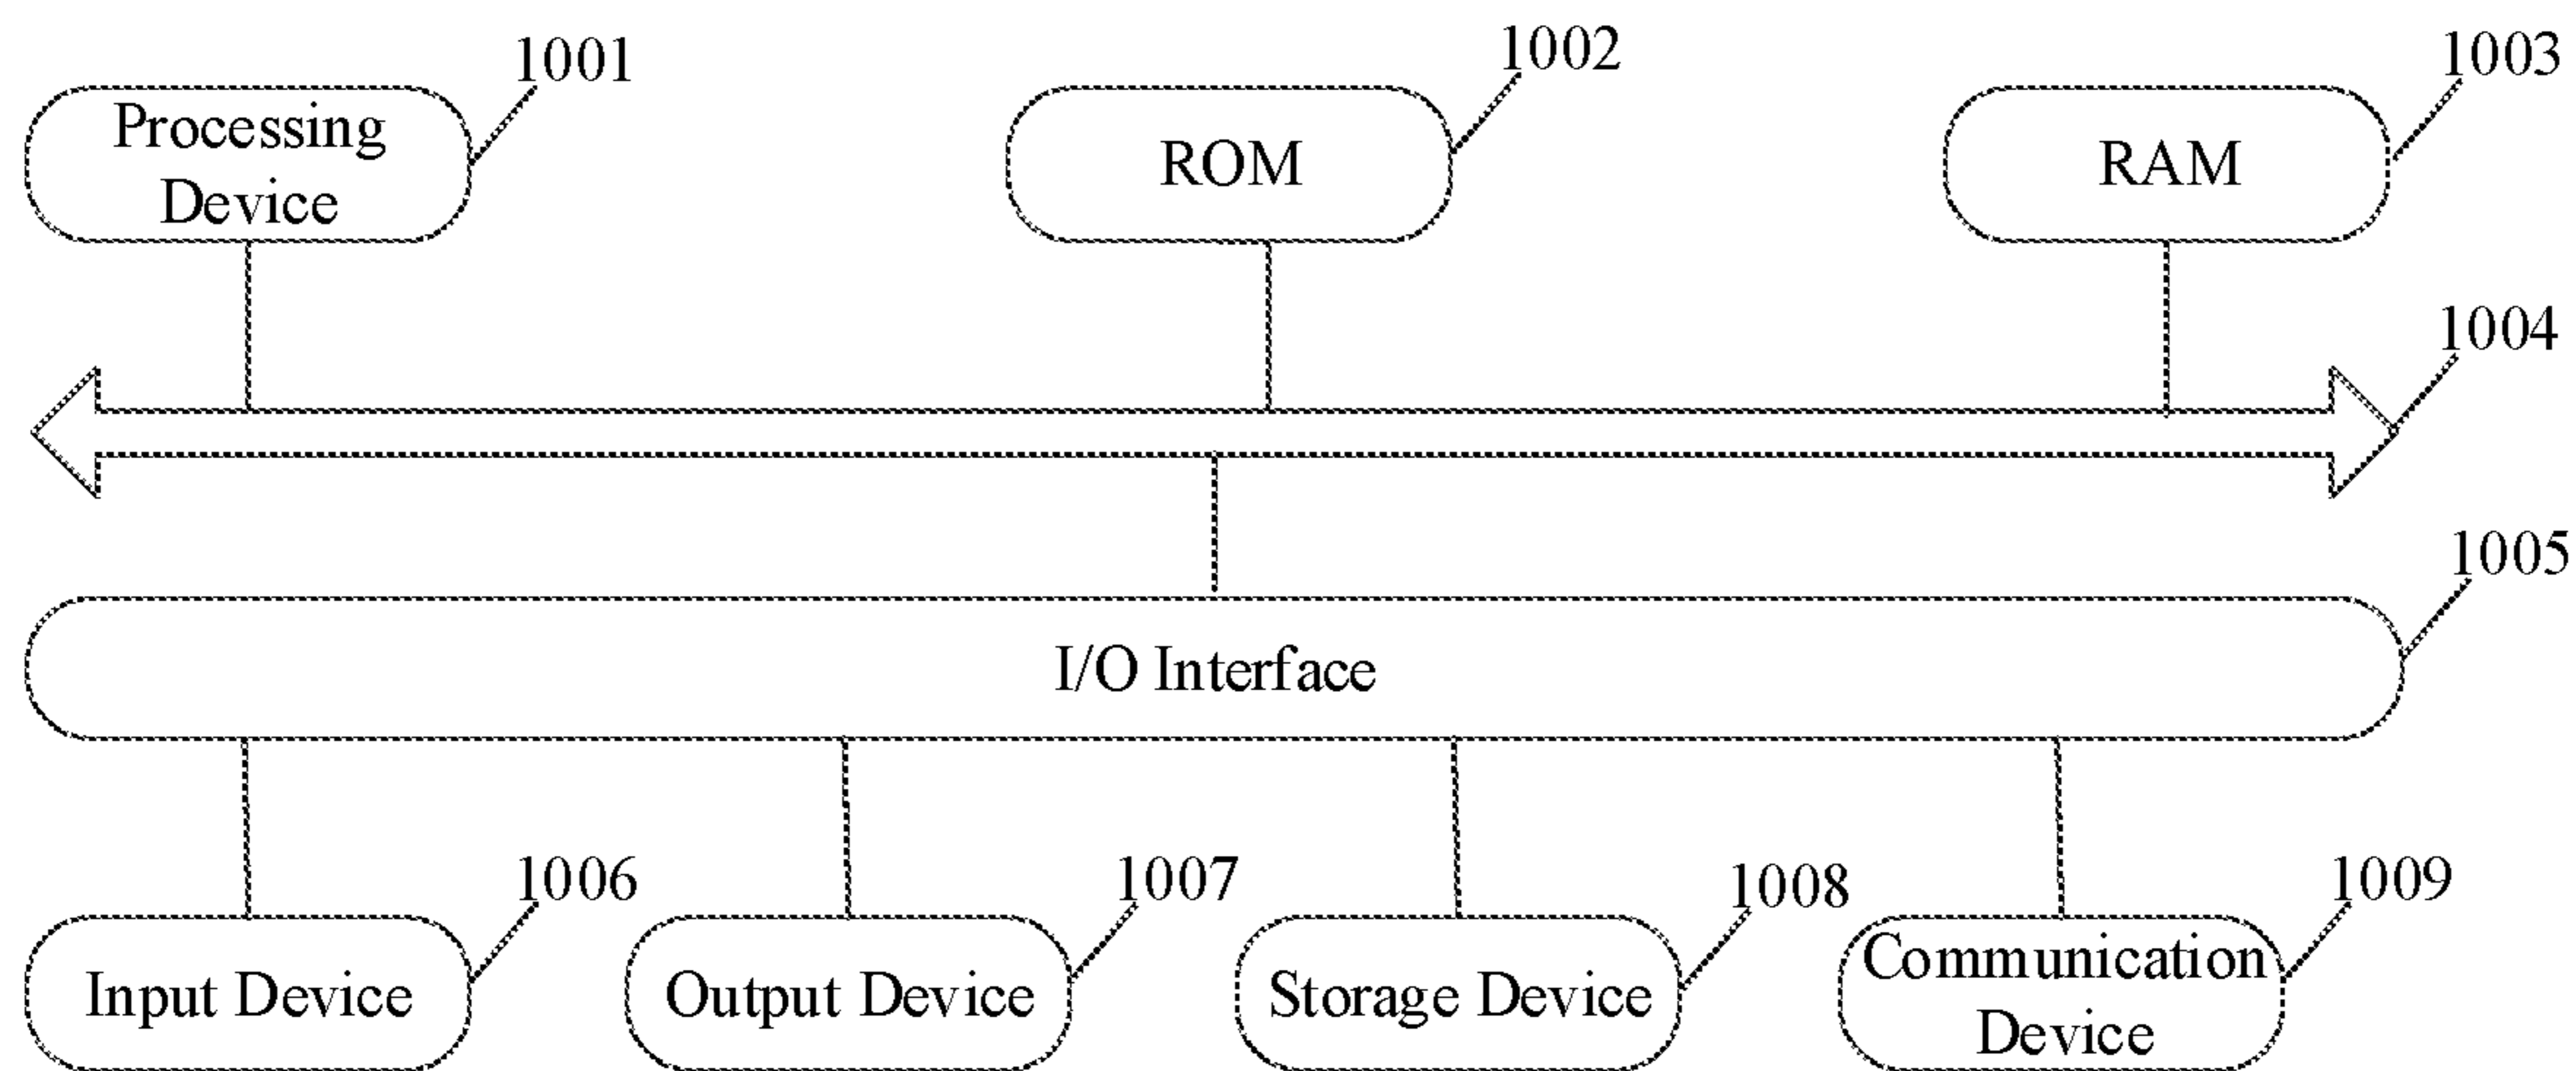 1001
1002
1003
Processing
Device
ROM
RAM
1004
1005
I/O Interface
1006
1007
1008
1009
Input Device
Output Device
Storage Device
Communication
Device